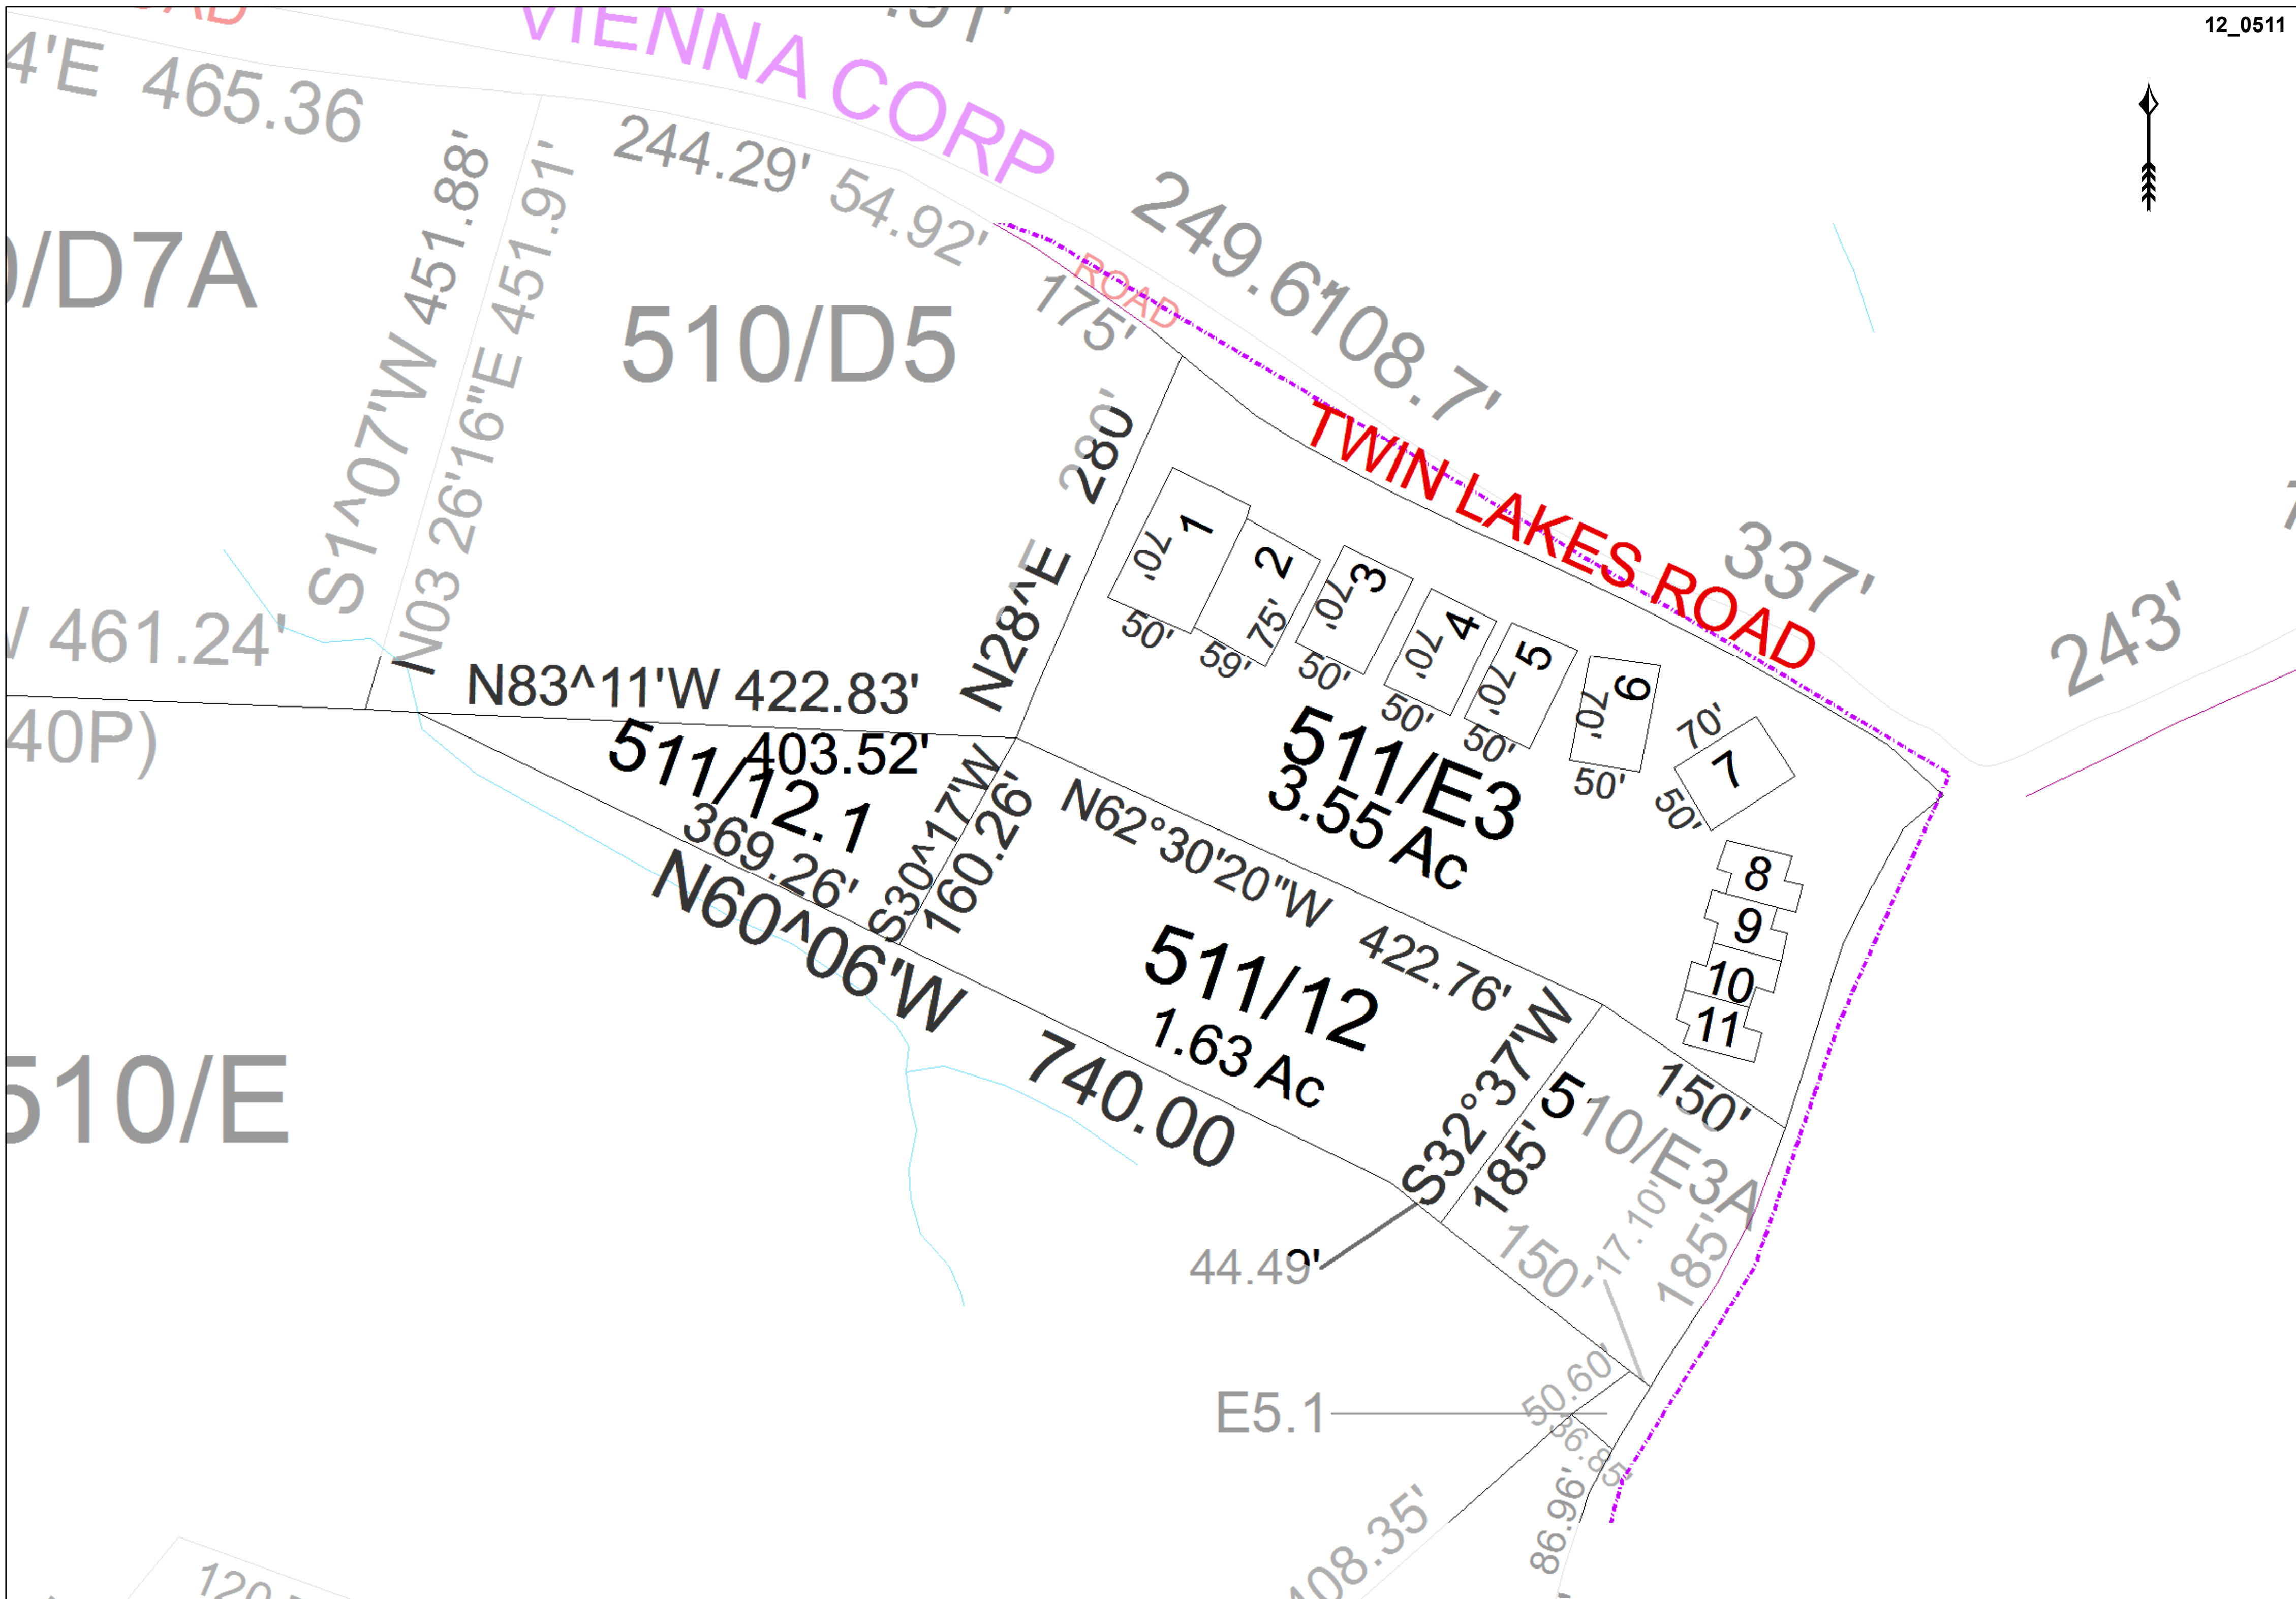 12_0511
VIENNA CORP
4'E 465.36
244.29'
54.92'
S1^07'W 451.88'
N03 26'16"E 451.91'
0/D7A
510/D5
249.6'
108.7'
ROAD
175'
TWIN LAKES ROAD
337'
243'
280'
N28^E 280'
1
70'
50'
2
75'
59'
3
70'
50'
4
70'
50'
5
70'
50'
6
70'
50'
7
70'
50'
8
9
10
11
461.24'
40P)
N83^11'W 422.83'
403.52'
511/12.1
369.26'
S30^17'W
160.26'
N60^06'W 740.00
511/E3
3.55 Ac
N62°30'20"W 422.76'
511/12
1.63 Ac
S32°37'W
185'
150'
510/E3A
17.10'
185'
150'
44.49'
510/E
50.60'
E5.1
36.85
86.96'
108.35'